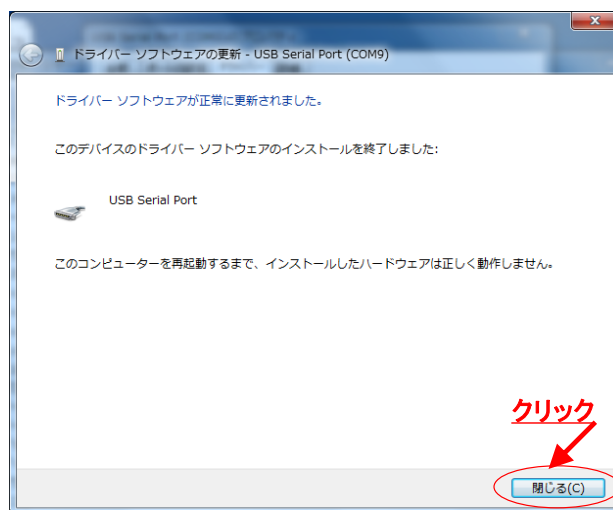 ドライバー ソフトウェアの更新 - USB Serial Port (COM9)
ドライバー ソフトウェアが正常に更新されました。
このデバイスのドライバー ソフトウェアのインストールを終了しました:
USB Serial Port
このコンピューターを再起動するまで、インストールしたハードウェアは正しく動作しません。
クリック
閉じる(C)